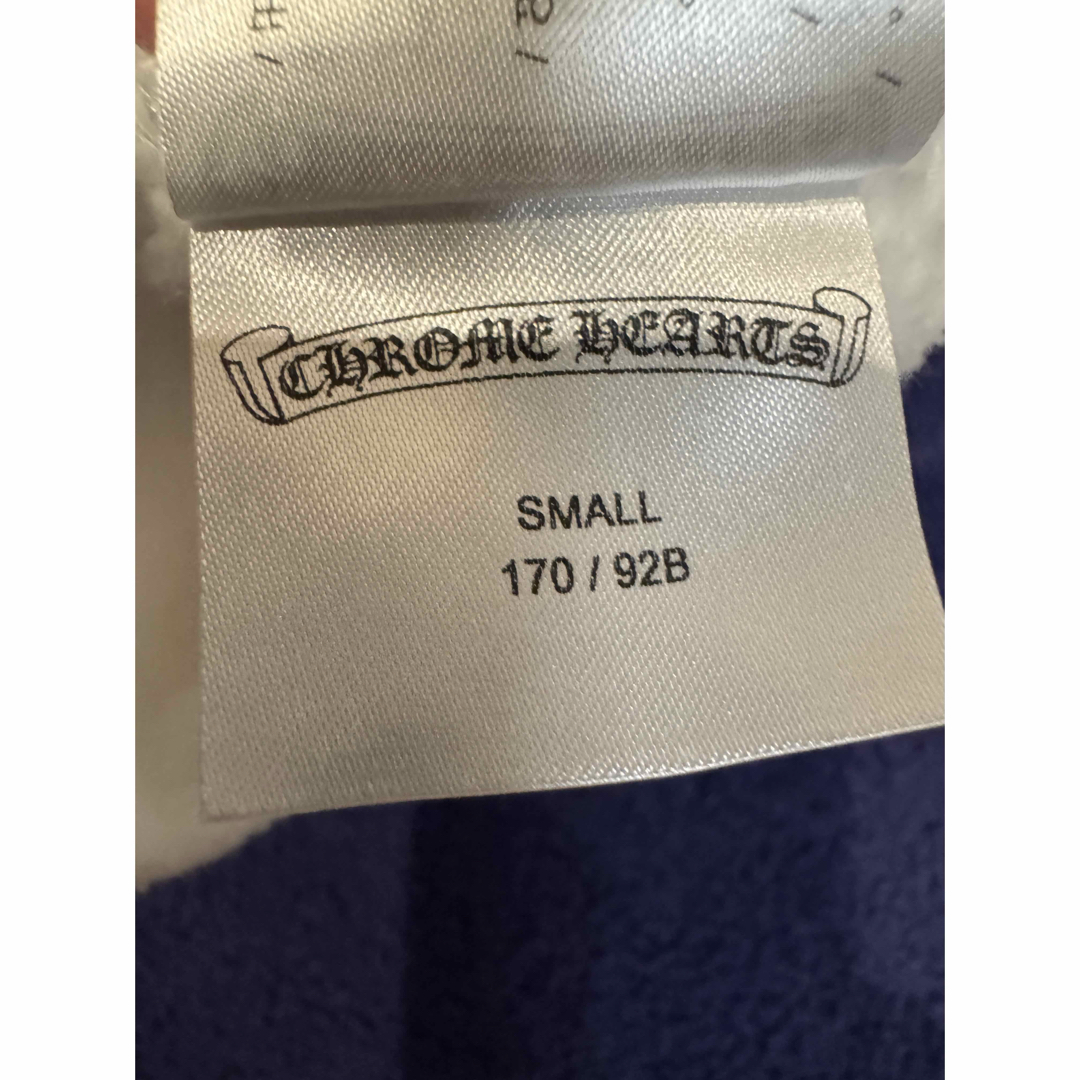 CHROME HEARTS
SMALL
170 / 92B